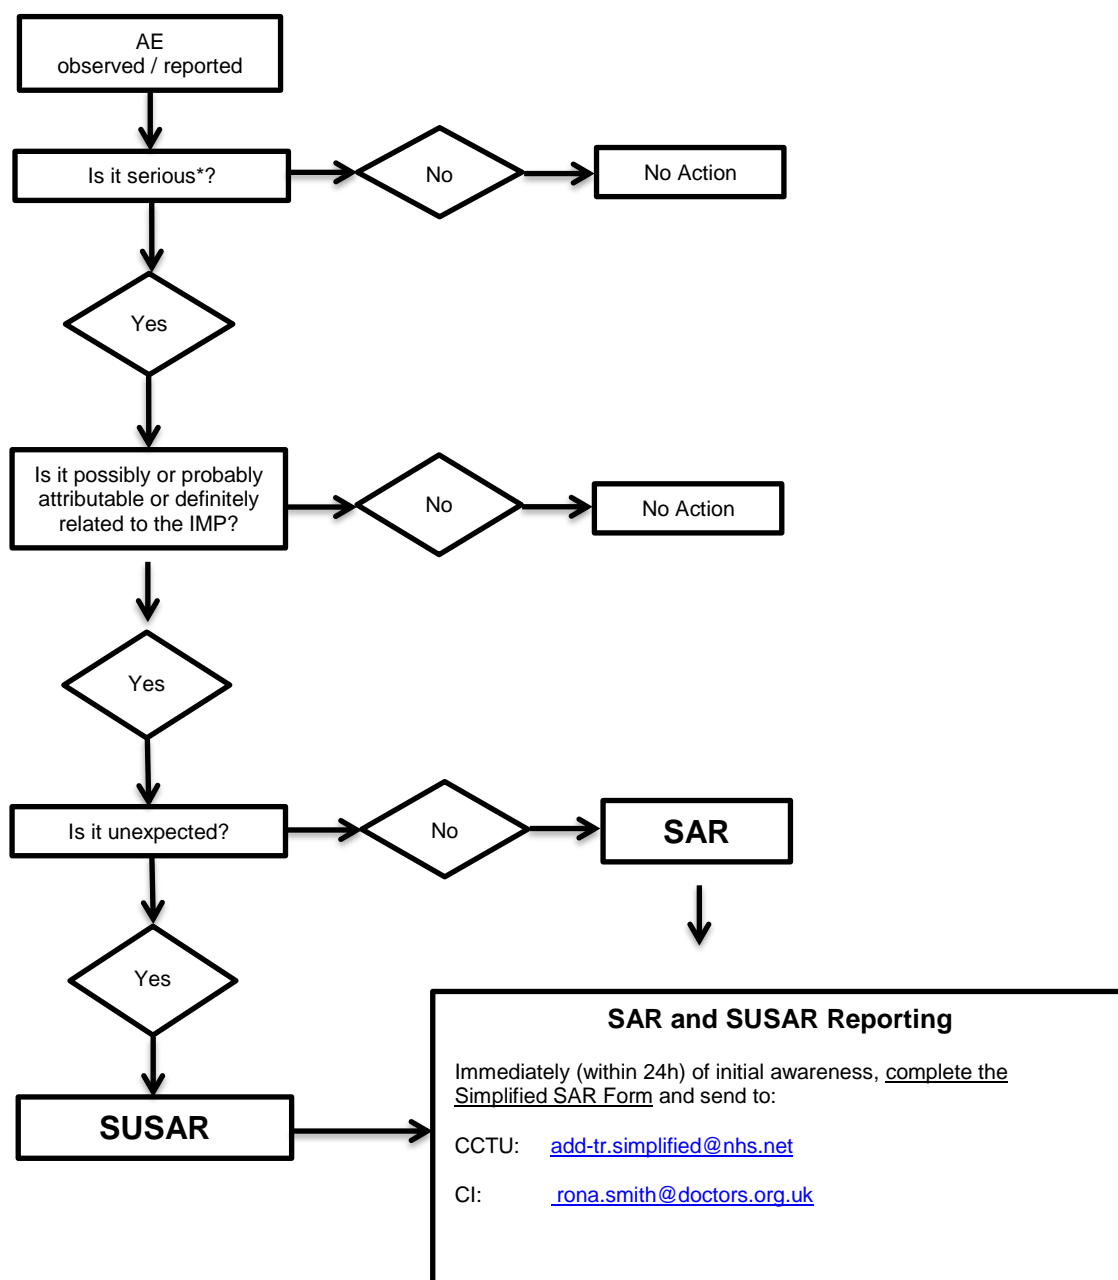 AE
observed / reported
Is it serious*?
No
No Action
Yes
Is it possibly or probably
attributable or definitely
related to the IMP?
No
No Action
Yes
Is it unexpected?
No
SAR
Yes
SUSAR
SAR and SUSAR Reporting
Immediately (within 24h) of initial awareness, complete the
Simplified SAR Form and send to:
CCTU: add-tr.simplified@nhs.net
CI: rona.smith@doctors.org.uk